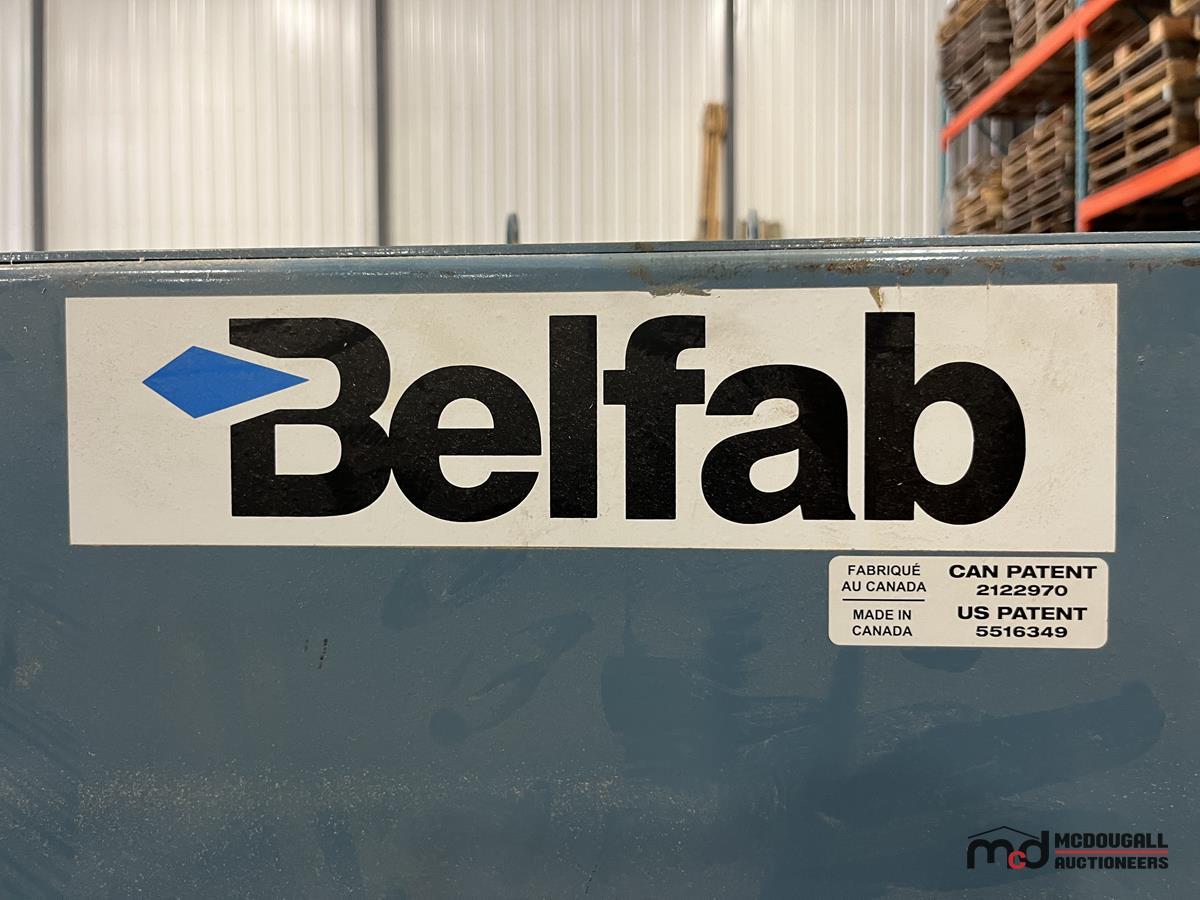 Belfab
FABRIQUÉ
AU CANADA
MADE IN
CANADA
CAN PATENT
2122970
US PATENT
5516349
mcd
MCDOUGALL
AUCTIONEERS